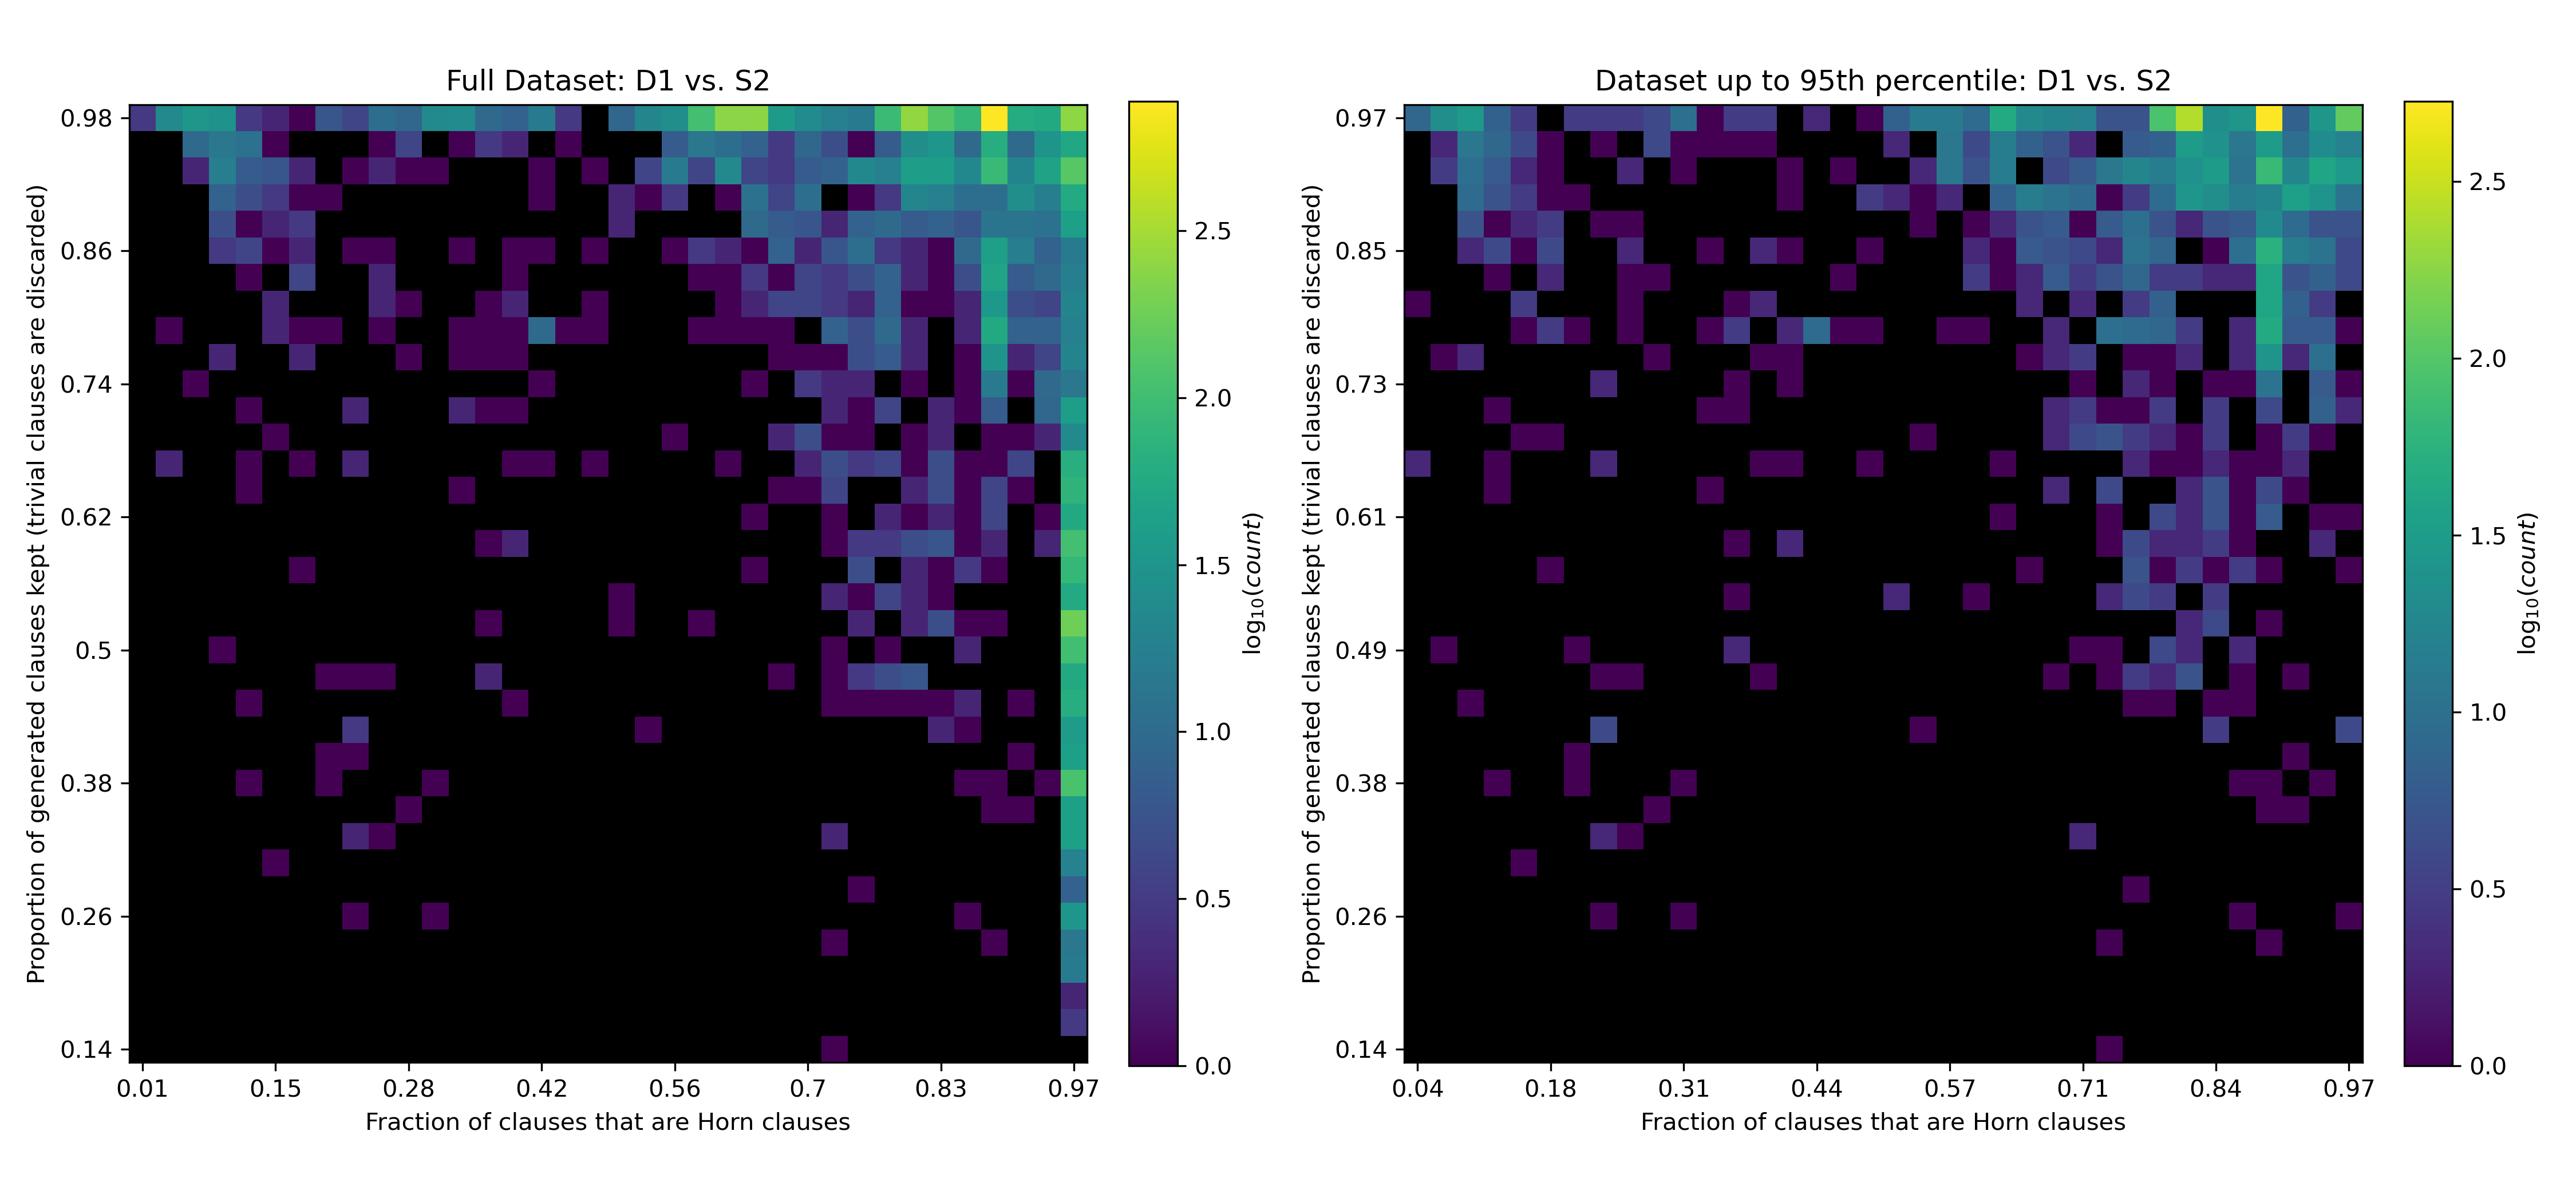 Full Dataset: D1 vs. S2
Proportion of generated clauses kept (trivial clauses are discarded)
0.98
0.86
0.74
0.62
0.5
0.38
0.26
0.14
0.01 0.15 0.28 0.42 0.56 0.7 0.83 0.97
Fraction of clauses that are Horn clauses
2.5
2.0
1.5
1.0
0.5
0.0
log10(count)
Dataset up to 95th percentile: D1 vs. S2
Proportion of generated clauses kept (trivial clauses are discarded)
0.97
0.85
0.73
0.61
0.49
0.38
0.26
0.14
0.04 0.18 0.31 0.44 0.57 0.71 0.84 0.97
Fraction of clauses that are Horn clauses
2.5
2.0
1.5
1.0
0.5
0.0
log10(count)